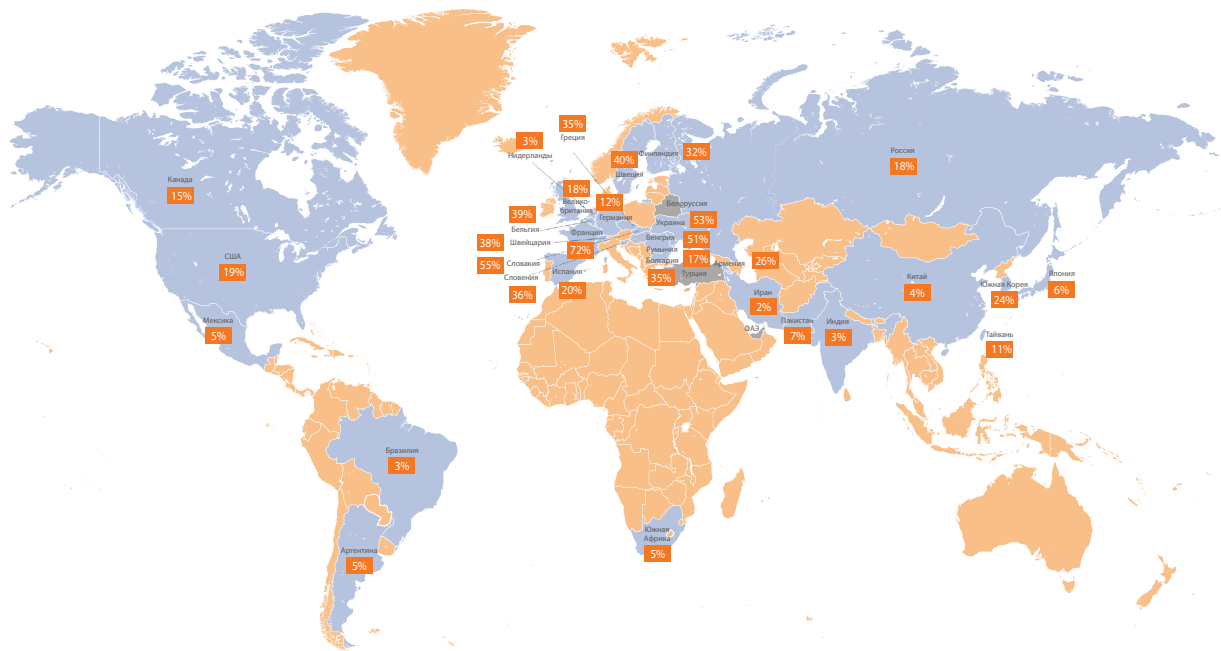 35%
Греция
3%
Нидерланды
40%
Швеция
Финляндия
32%
Россия
18%
Канада
15%
18%
Велико-
британия
12%
Германия
Белоруссия
39%
Бельгия
Украина
53%
Франция
38%
Швейцария
72%
Венгрия
51%
Румыния
Болгария
17%
Армения
26%
55%
Словакия
Словения
Испания
35%
Турция
36%
20%
США
19%
Мексика
5%
Иран
2%
ОАЭ
Пакистан
7%
Индия
3%
Китай
4%
Южная Корея
24%
Япония
6%
Тайвань
11%
Бразилия
3%
Аргентина
5%
Южная
Африка
5%